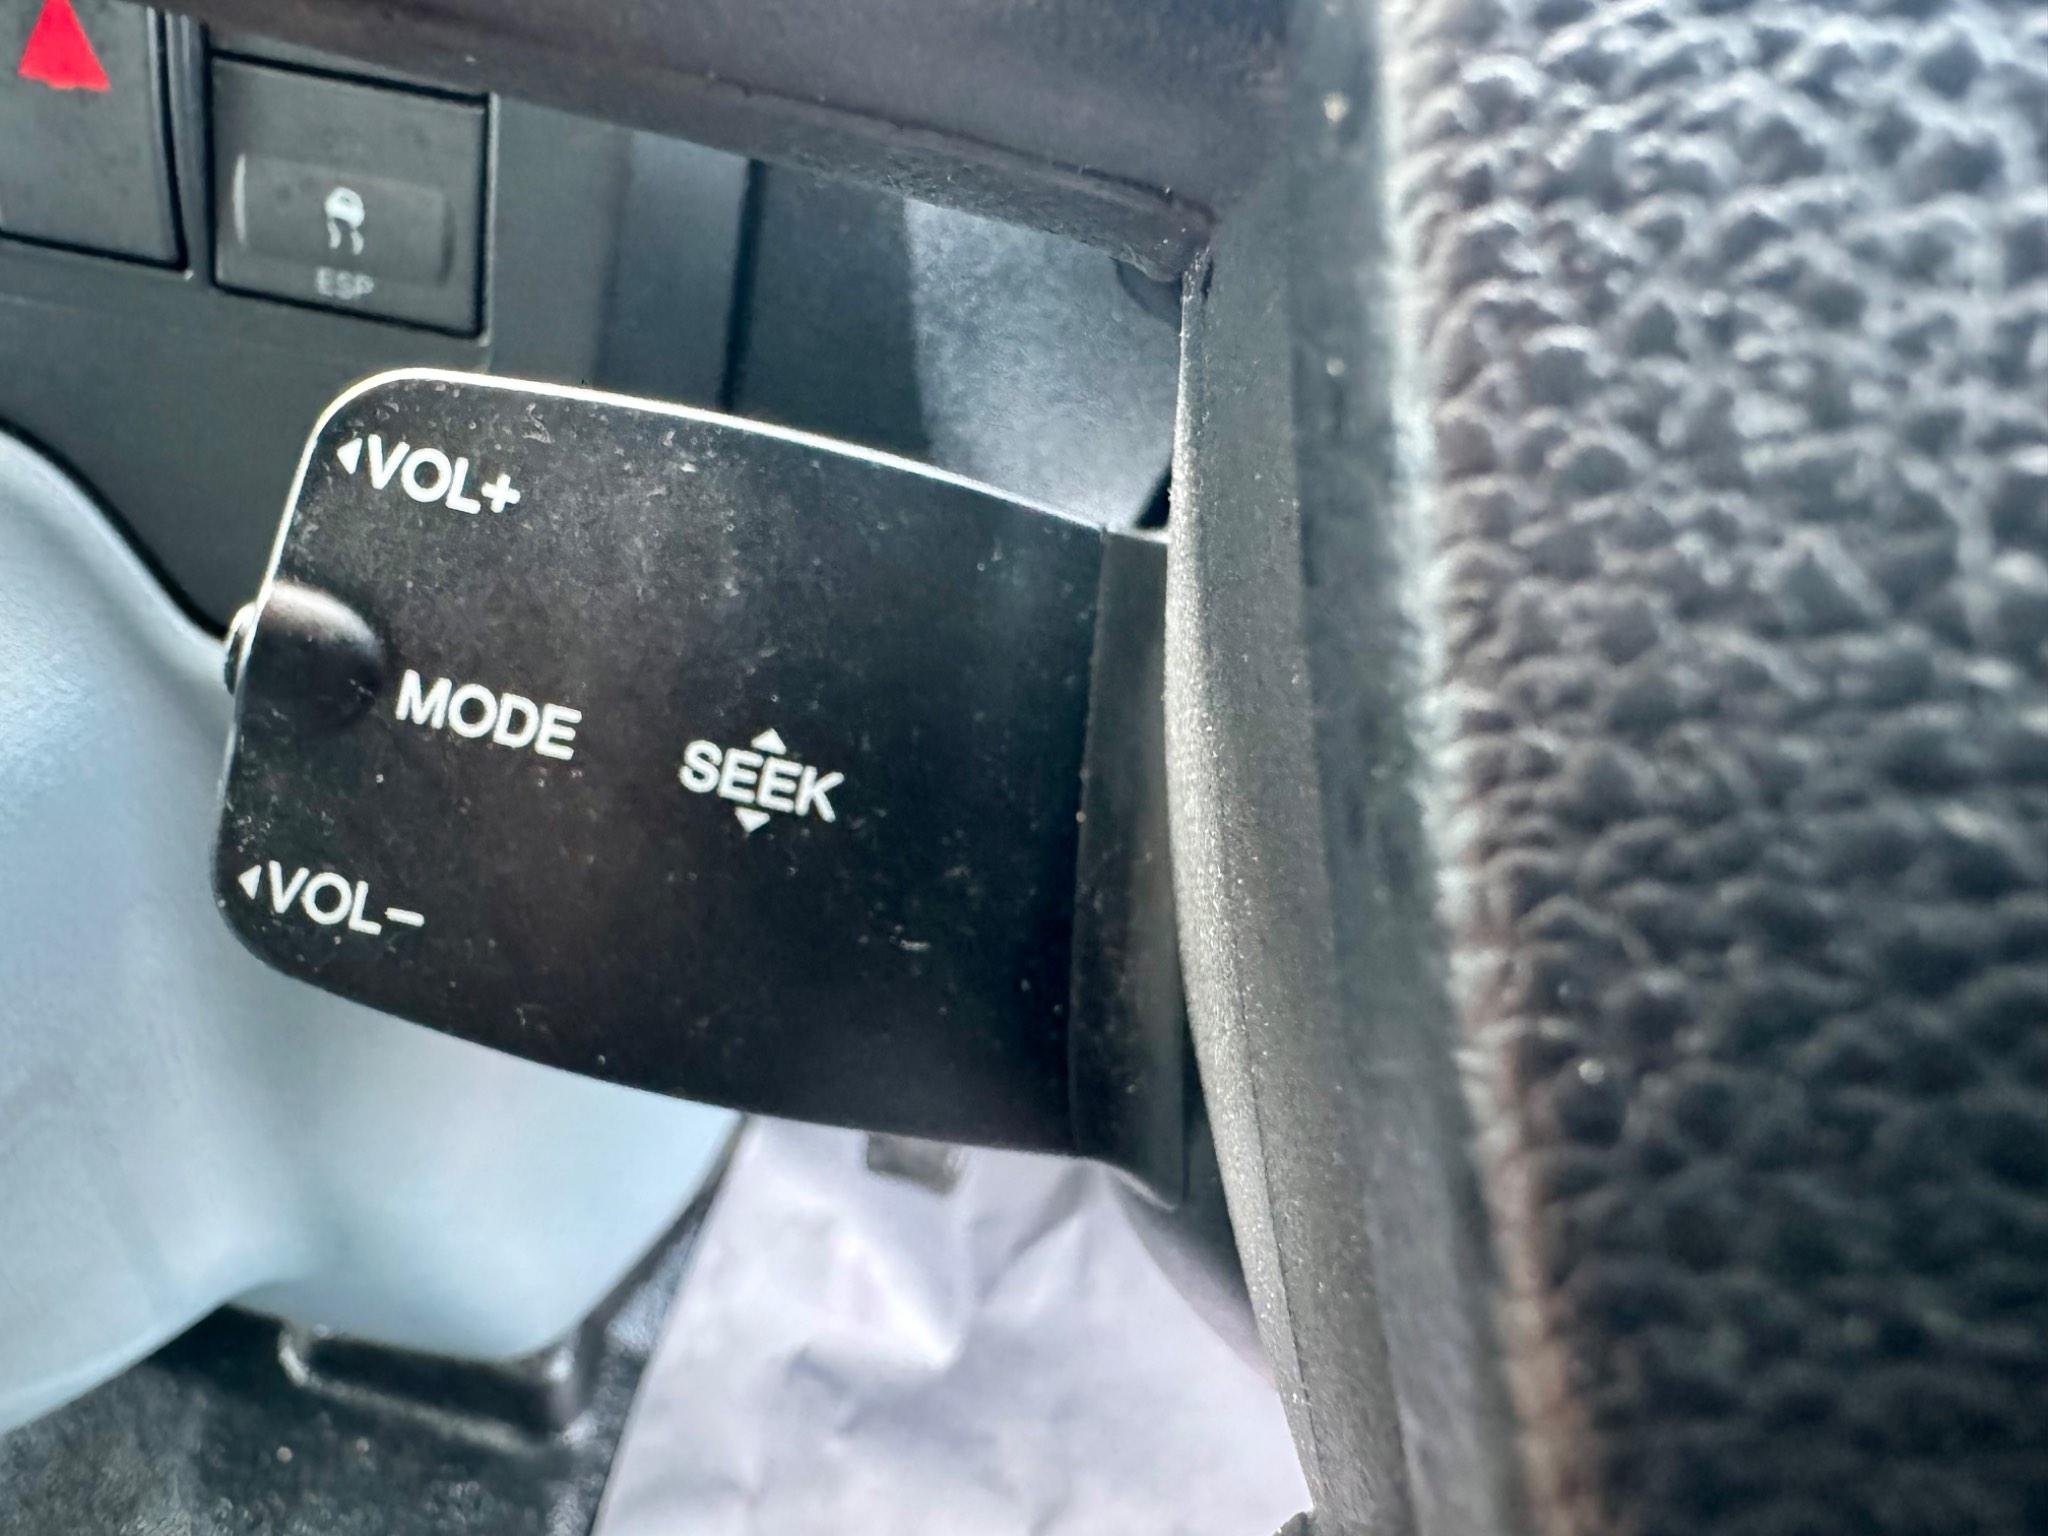 ESP
VOL+
MODE
SEEK
VOL−